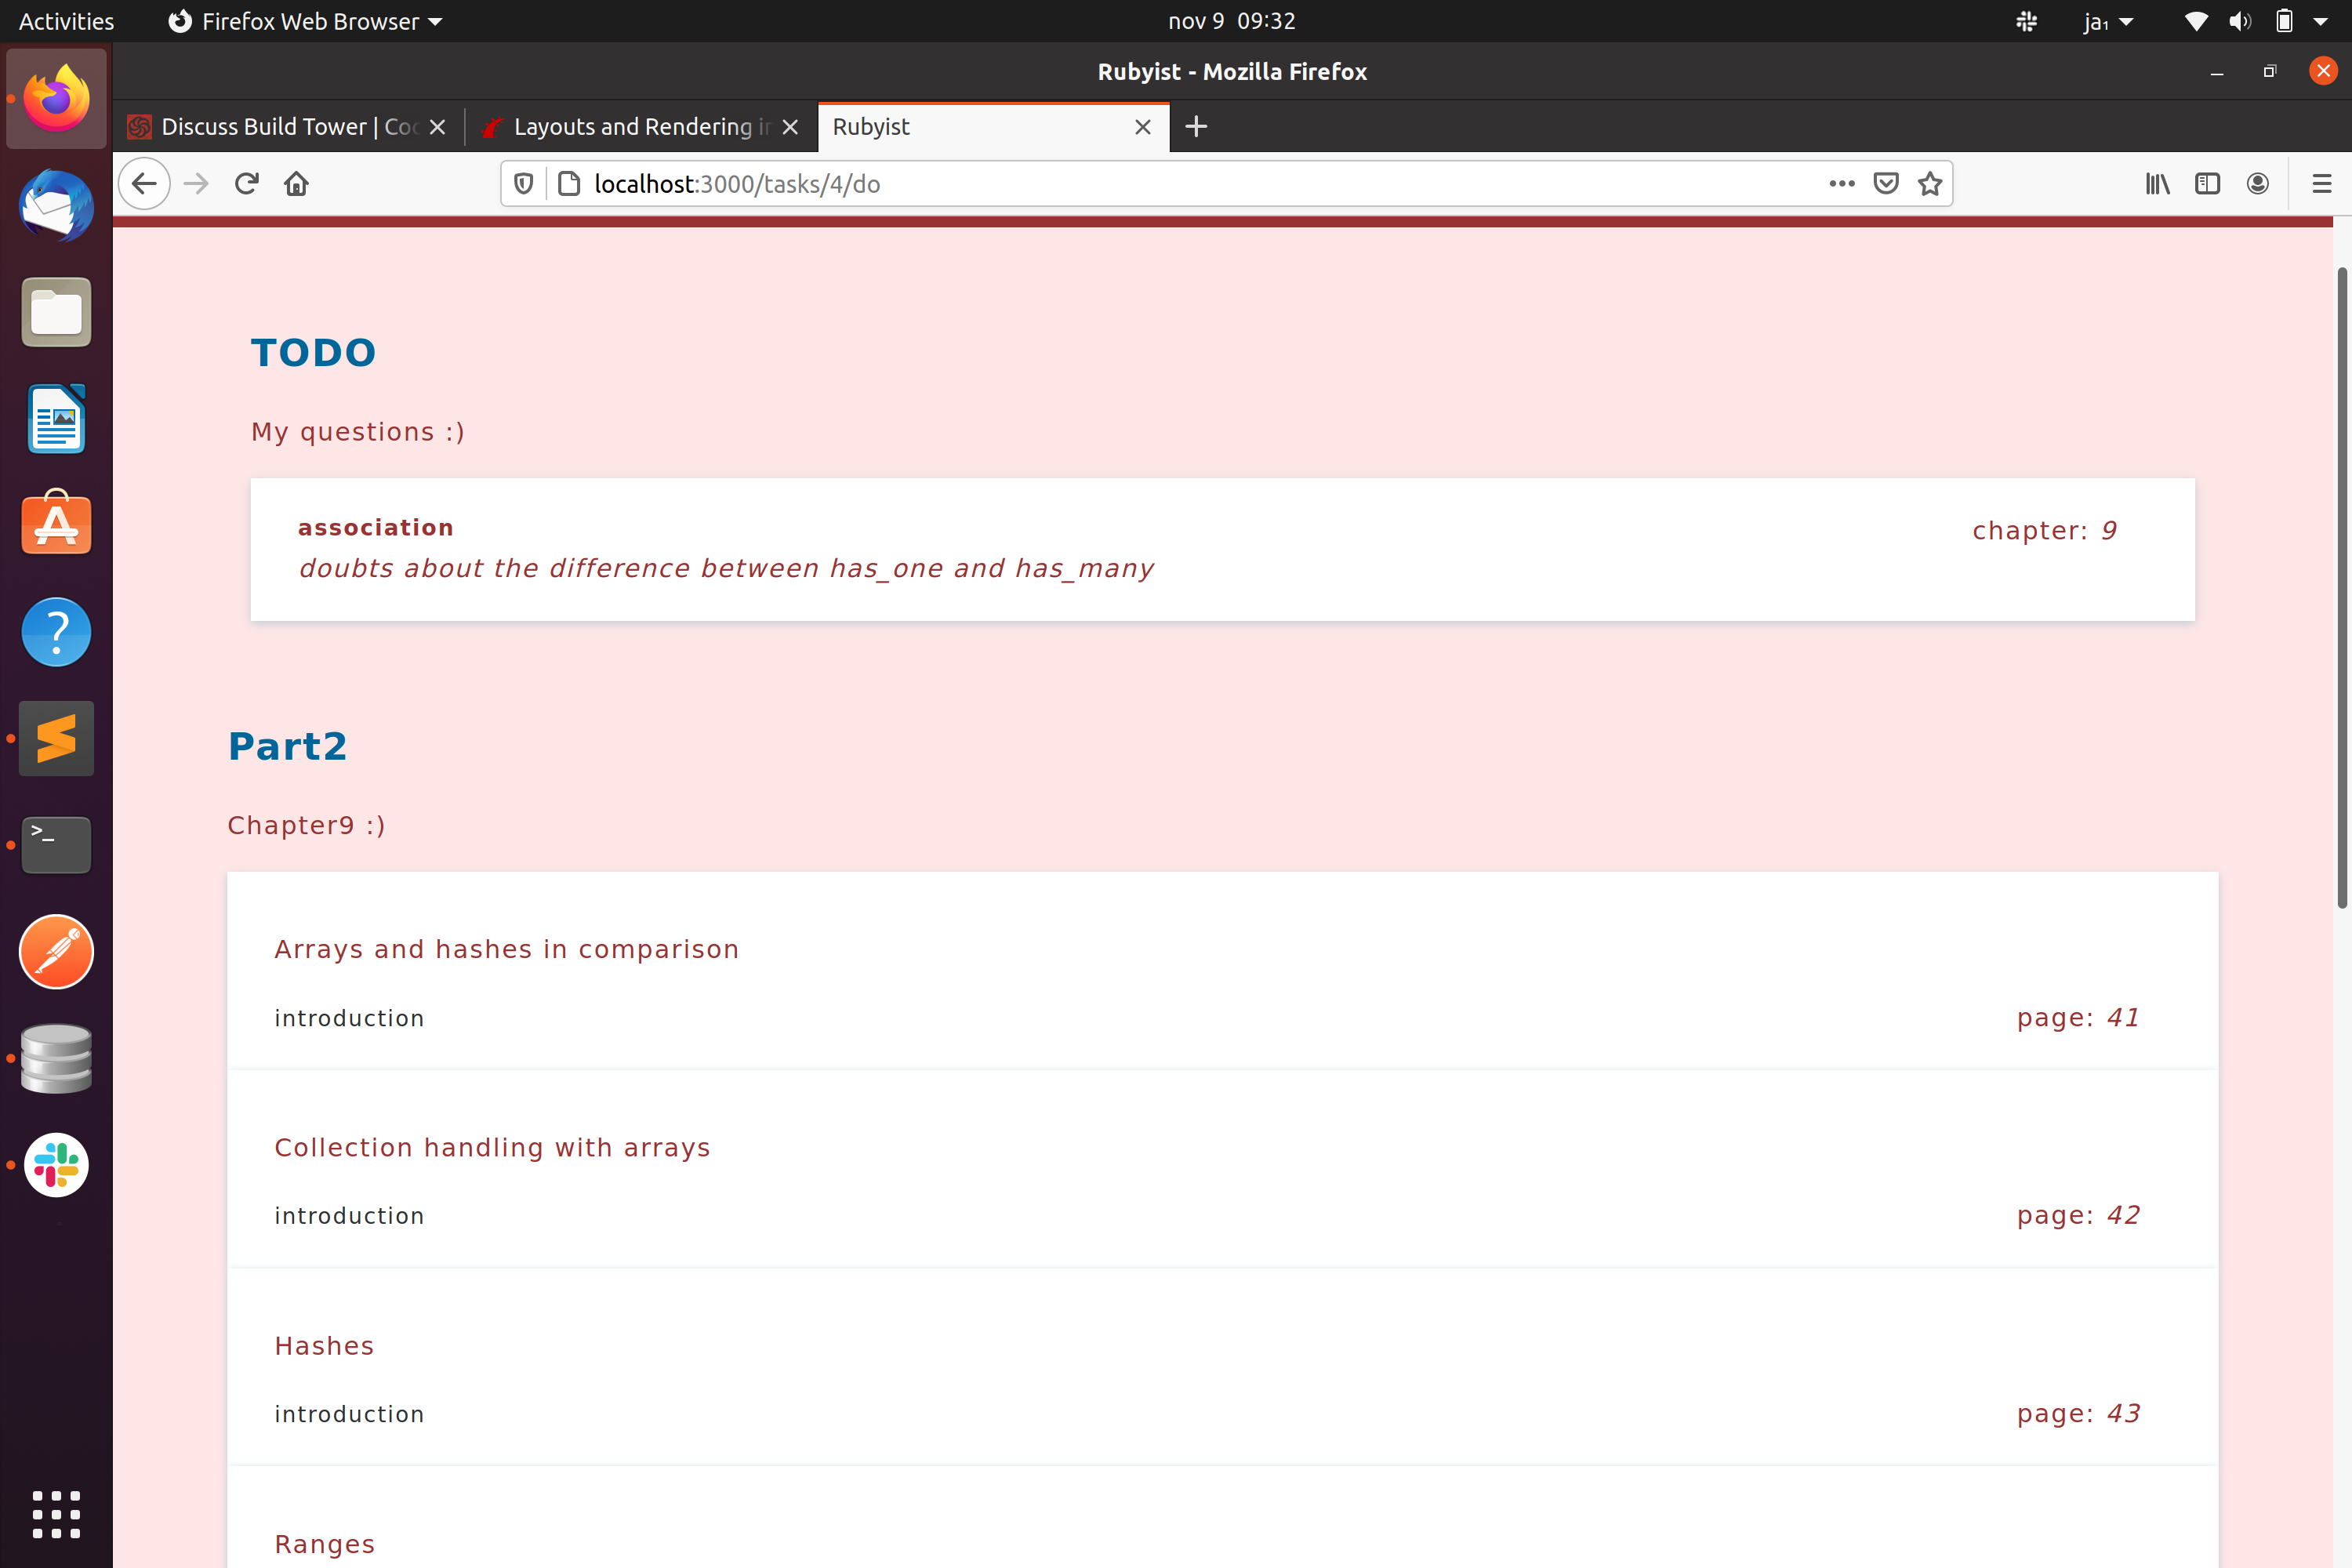 Activities
Firefox Web Browser
nov 9 09:32
ja₁
Rubyist - Mozilla Firefox
Discuss Build Tower | Coc
Layouts and Rendering in
Rubyist
localhost:3000/tasks/4/do
TODO
My questions :)
association
chapter: 9
doubts about the difference between has_one and has_many
Part2
Chapter9 :)
Arrays and hashes in comparison
introduction
page: 41
Collection handling with arrays
introduction
page: 42
Hashes
introduction
page: 43
Ranges